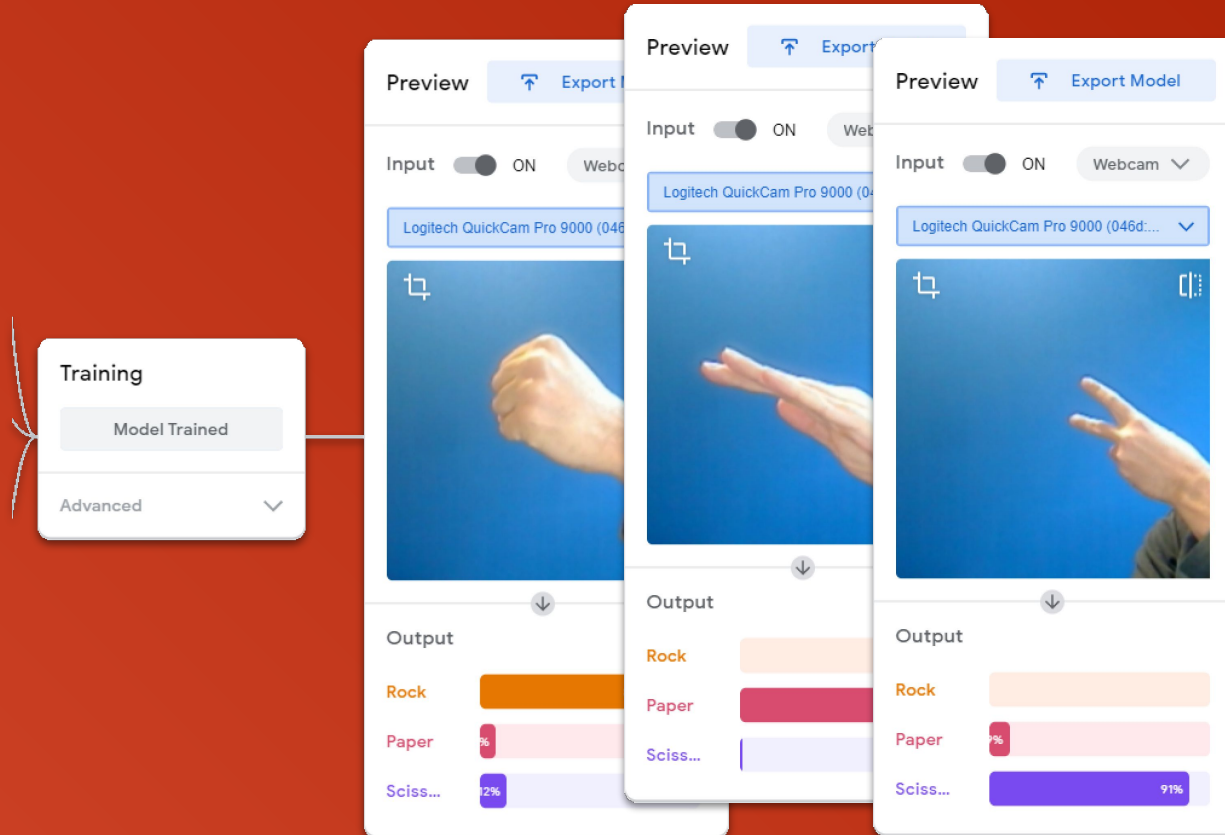 Training
Model Trained
Advanced
Preview
Export
Input
ON
Logitech QuickCam Pro 9000 (046
Output
Rock
Paper
%
Sciss...
12%
Preview
Export
Input
ON
Logitech QuickCam Pro 9000 (04
Output
Rock
Paper
Sciss...
Preview
Export Model
Input
ON
Webcam
Logitech QuickCam Pro 9000 (046d:...
Output
Rock
Paper
9%
Sciss...
91%